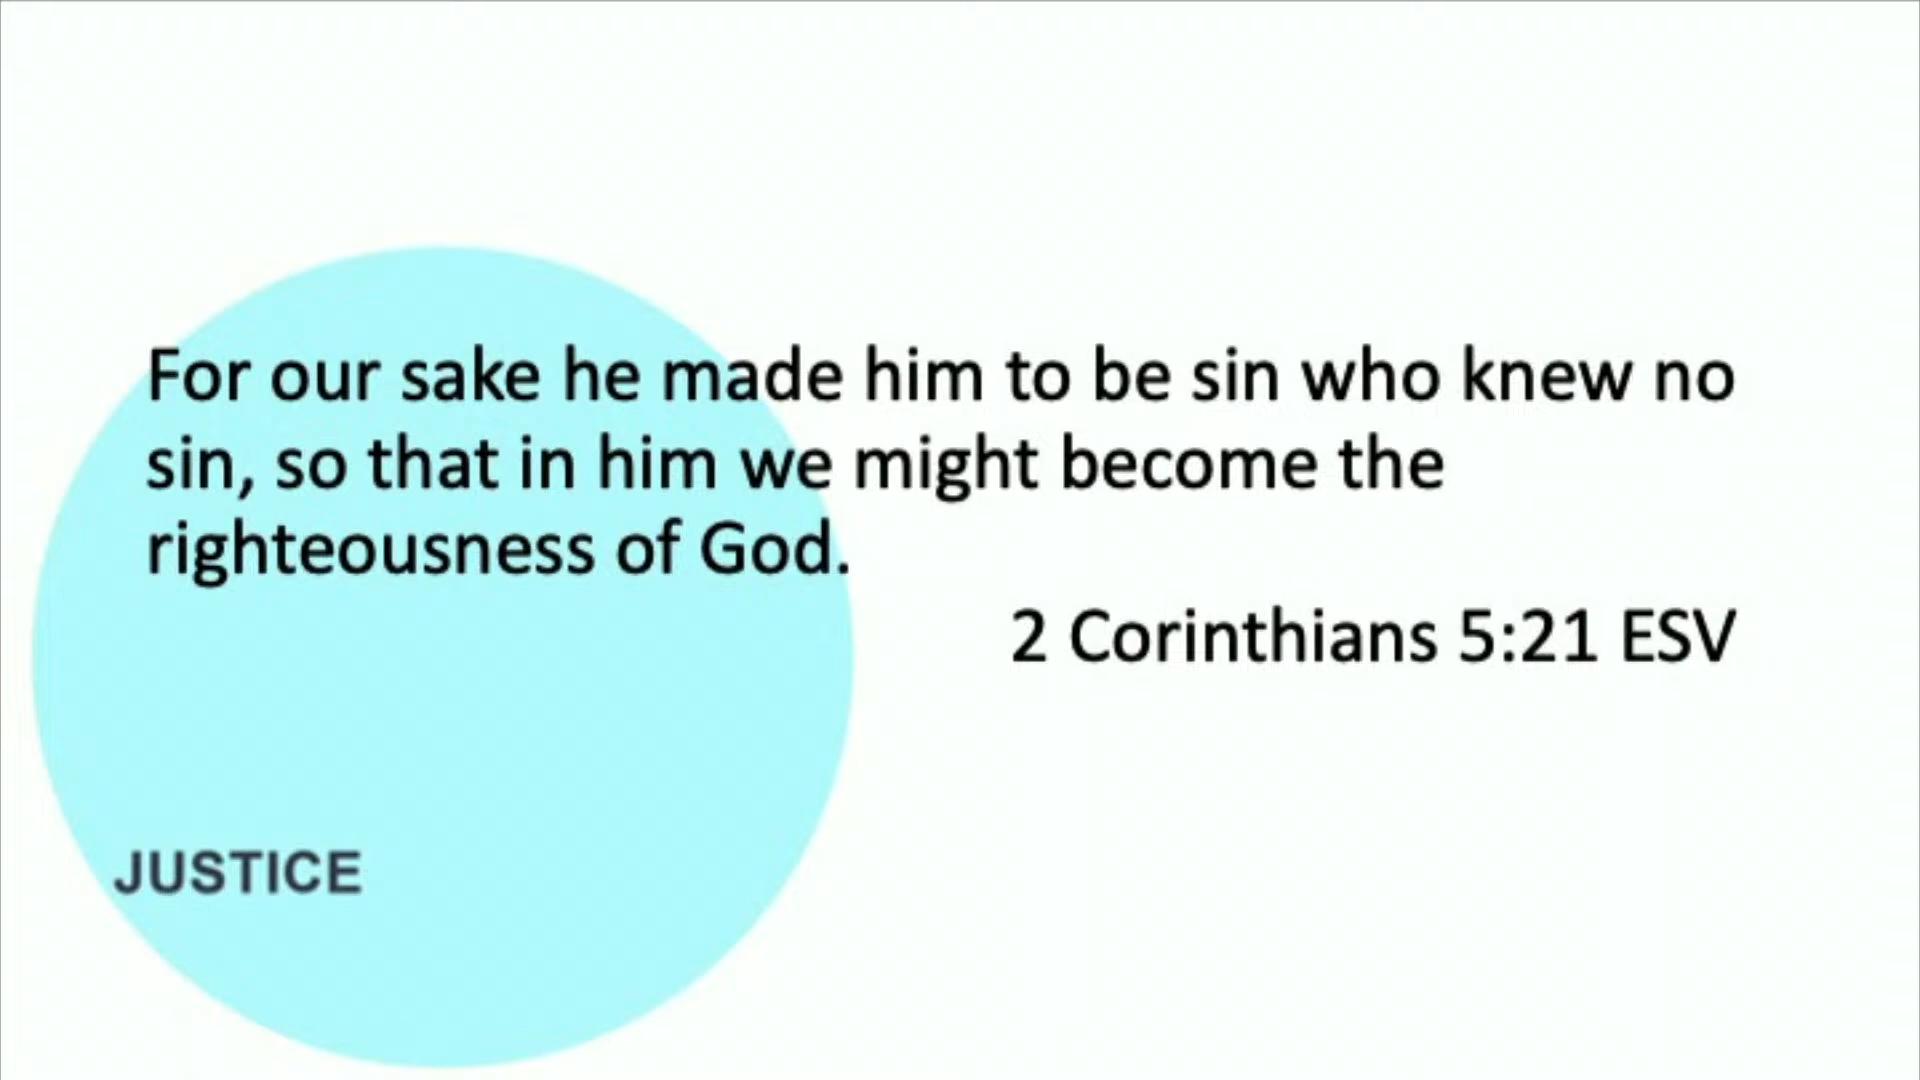 For our sake he made him to be sin who knew no
sin, so that in him we might become the
righteousness of God.
2 Corinthians 5:21 ESV
JUSTICE